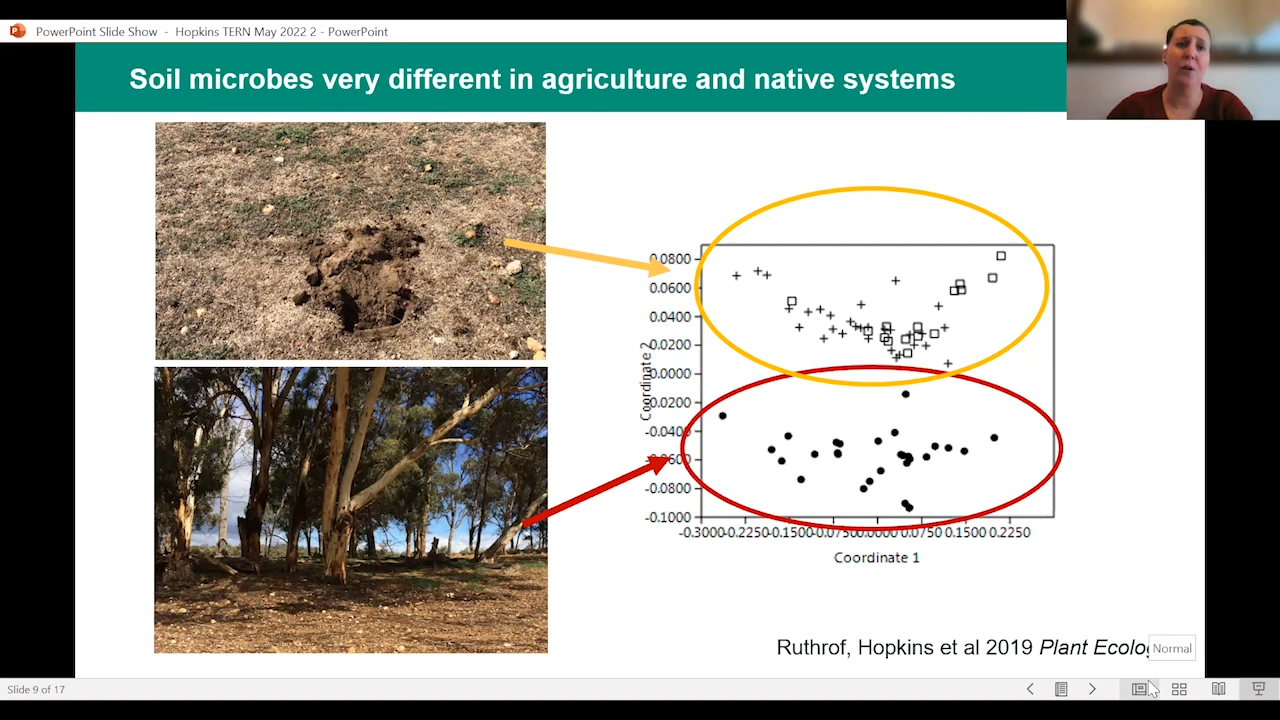 PowerPoint Slide Show - Hopkins TERN May 2022 2 - PowerPoint
Soil microbes very different in agriculture and native systems
0.0800
0.0600
0.0400
0.0200
0.0000
-0.0200
-0.0400
-0.0600
-0.0800
-0.1000
Coordinate 2
-0.3000 -0.2250 -0.1500 -0.0750 0.0000 0.0750 0.1500 0.2250
Coordinate 1
Ruthrof, Hopkins et al 2019 Plant Ecolo
Normal
Slide 9 of 17